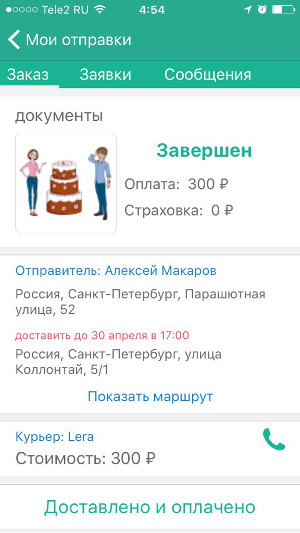 Tele2 RU 4:54
Мои отправки
Заказ Заявки Сообщения
документы
Завершен
Оплата: 300 ₽
Страховка: 0 ₽
Отправитель: Алексей Макаров
Россия, Санкт-Петербург, Парашютная
улица, 52
доставить до 30 апреля в 17:00
Россия, Санкт-Петербург, улица
Коллонтай, 5/1
Показать маршрут
Курьер: Lera
Стоимость: 300 ₽
Доставлено и оплачено